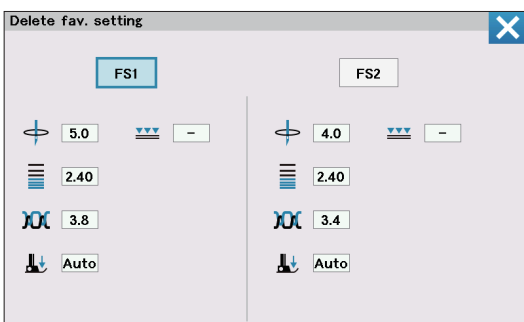 Delete fav. setting
FS1
FS2
5.0
-
4.0
-
2.40
2.40
3.8
3.4
Auto
Auto